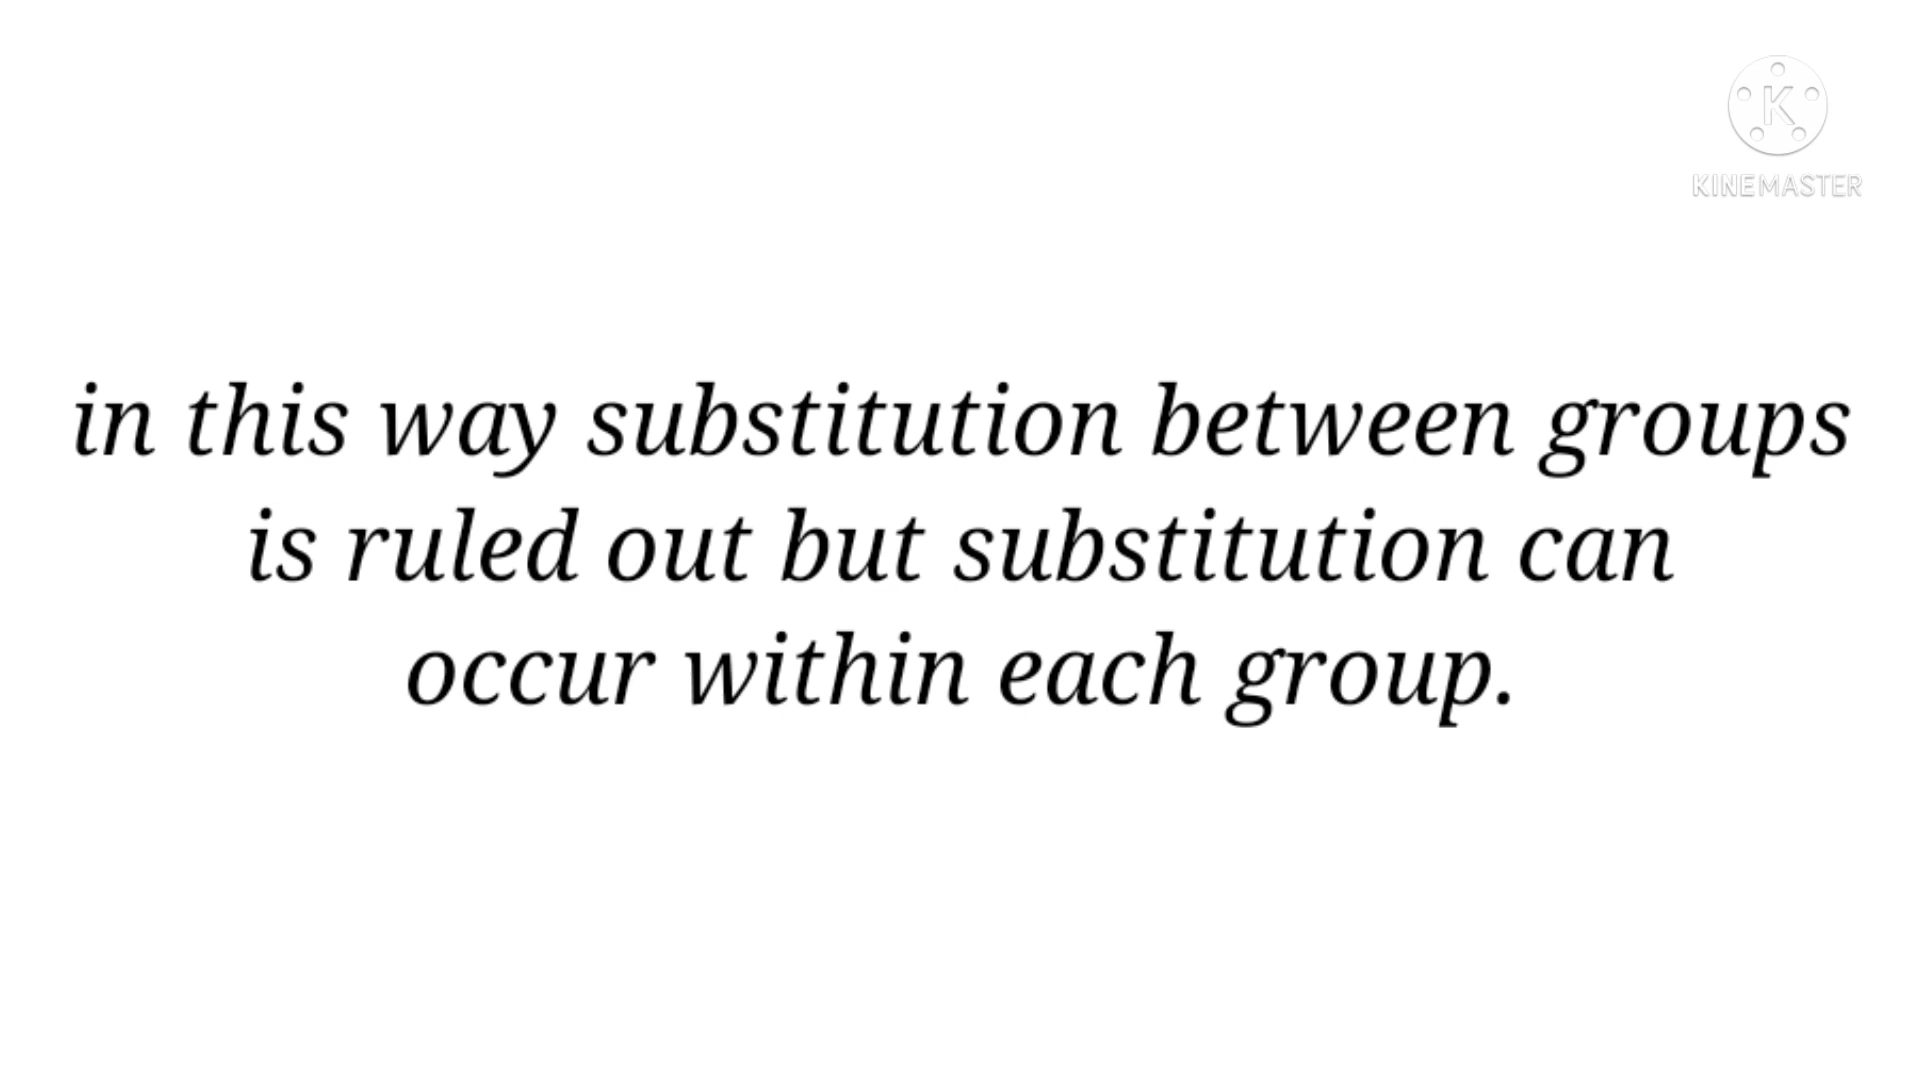 K
KINEMASTER
in this way substitution between groups
is ruled out but substitution can
occur within each group.